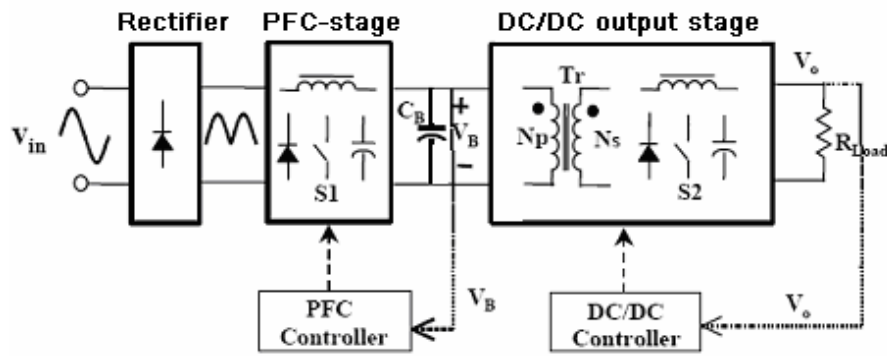 Rectifier PFC-stage DC/DC output stage
Tr
Vo
Vin
CB
+
VB
−
Np
Ns
RLoad
S1
S2
PFC
Controller
VB
DC/DC
Controller
Vo